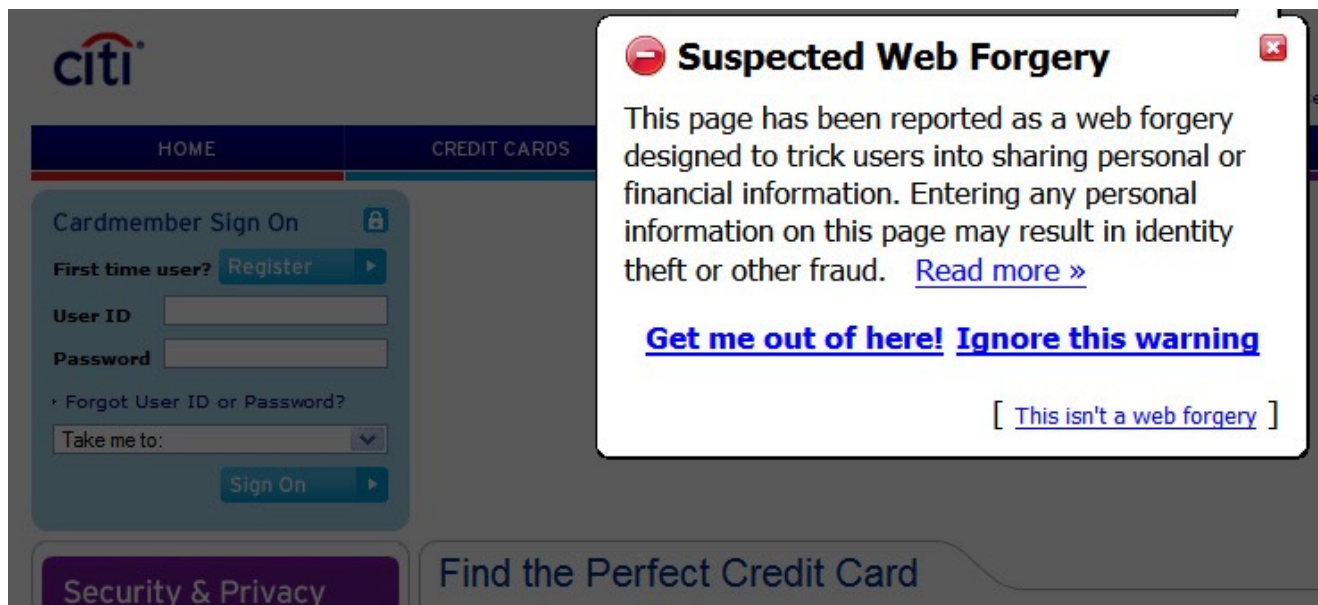 citi
HOME
CREDIT CARDS
Cardmember Sign On
First time user? Register
User ID
Password
Forgot User ID or Password?
Take me to:
Sign On
Security & Privacy
Find the Perfect Credit Card
Suspected Web Forgery
This page has been reported as a web forgery
designed to trick users into sharing personal or
financial information. Entering any personal
information on this page may result in identity
theft or other fraud. Read more »
Get me out of here! Ignore this warning
[ This isn't a web forgery ]